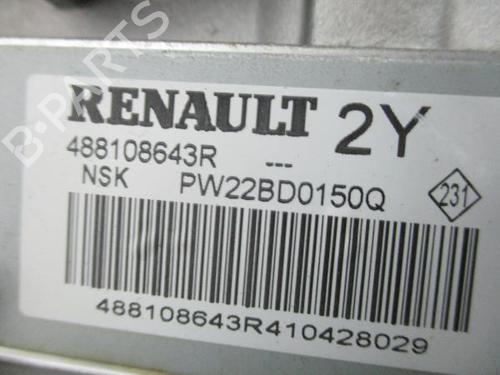 RENAULT 2Y
488108643R ---
NSK PW22BD0150Q 231
488108643R410428029
B-PARTS